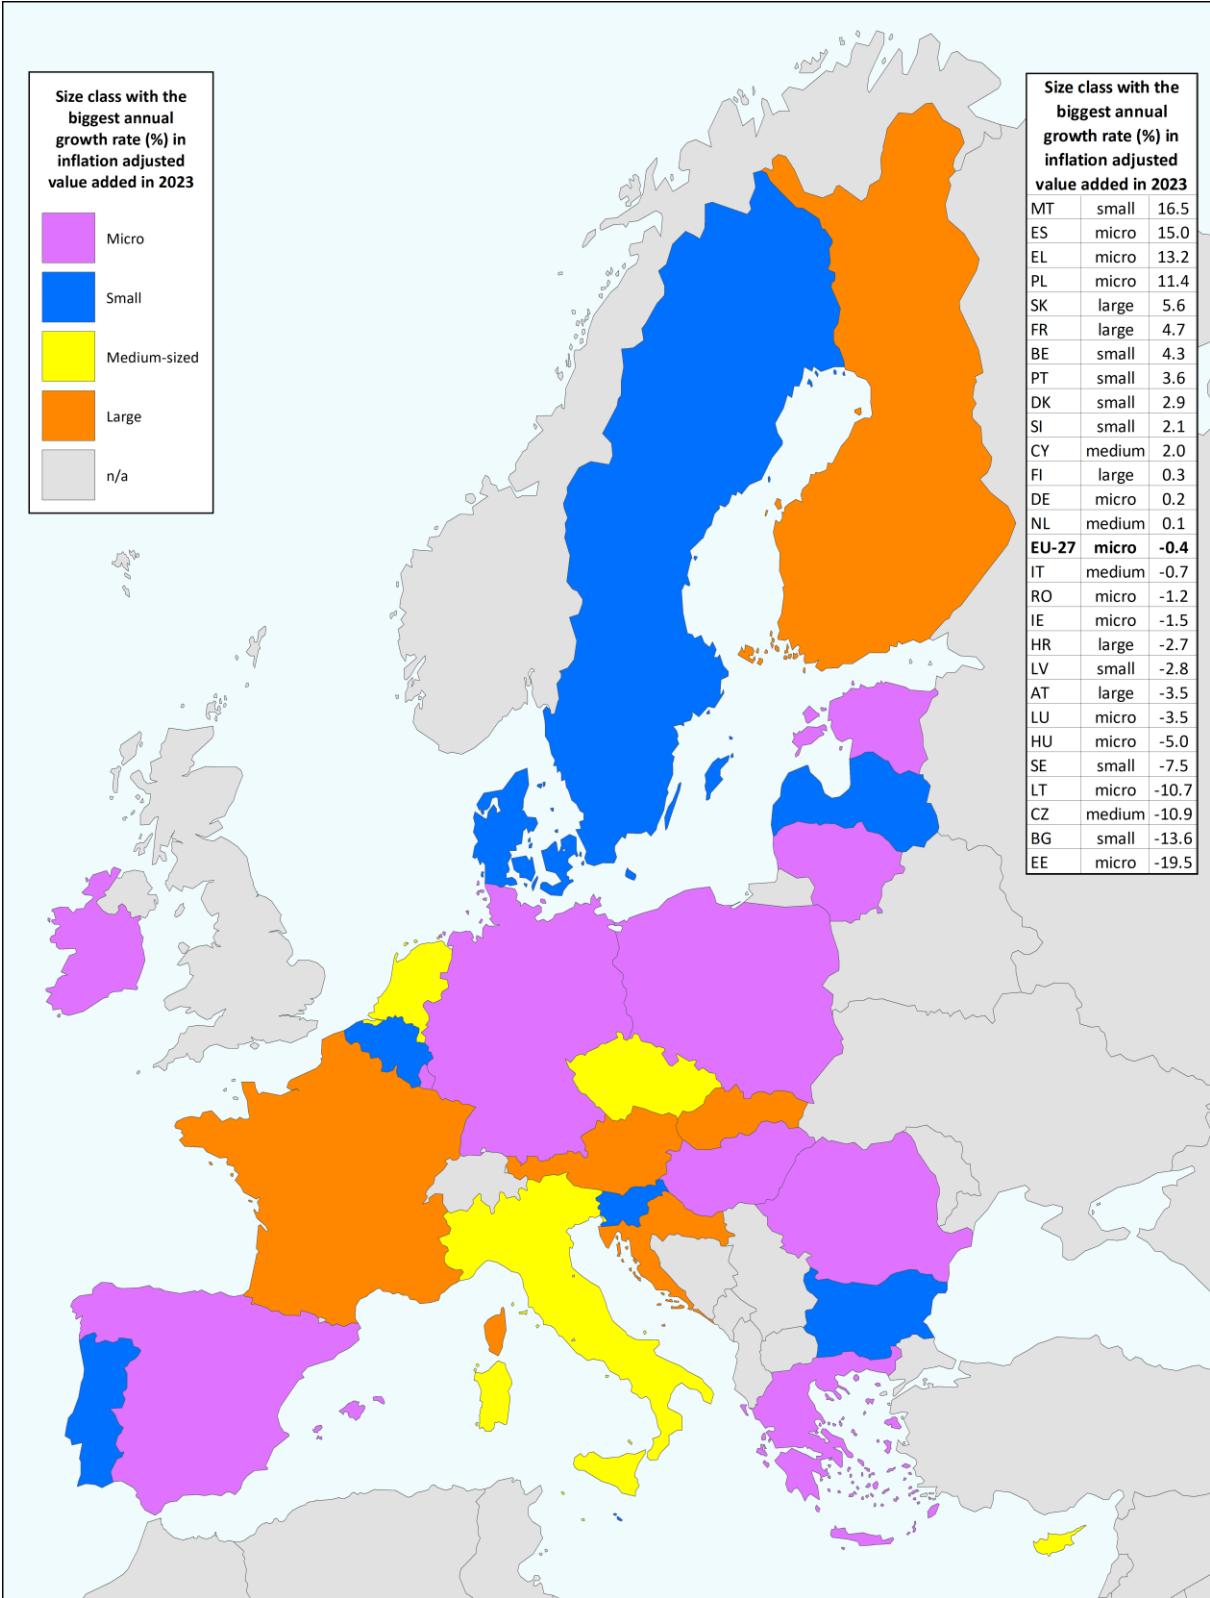 Size class with the
biggest annual
growth rate (%) in
inflation adjusted
value added in 2023
Micro
Small
Medium-sized
Large
n/a
Size class with the
biggest annual
growth rate (%) in
inflation adjusted
value added in 2023
MT small 16.5
ES micro 15.0
EL micro 13.2
PL micro 11.4
SK large 5.6
FR large 4.7
BE small 4.3
PT small 3.6
DK small 2.9
SI small 2.1
CY medium 2.0
FI large 0.3
DE micro 0.2
NL medium 0.1
EU-27 micro -0.4
IT medium -0.7
RO micro -1.2
IE micro -1.5
HR large -2.7
LV small -2.8
AT large -3.5
LU micro -3.5
HU micro -5.0
SE small -7.5
LT micro -10.7
CZ medium -10.9
BG small -13.6
EE micro -19.5